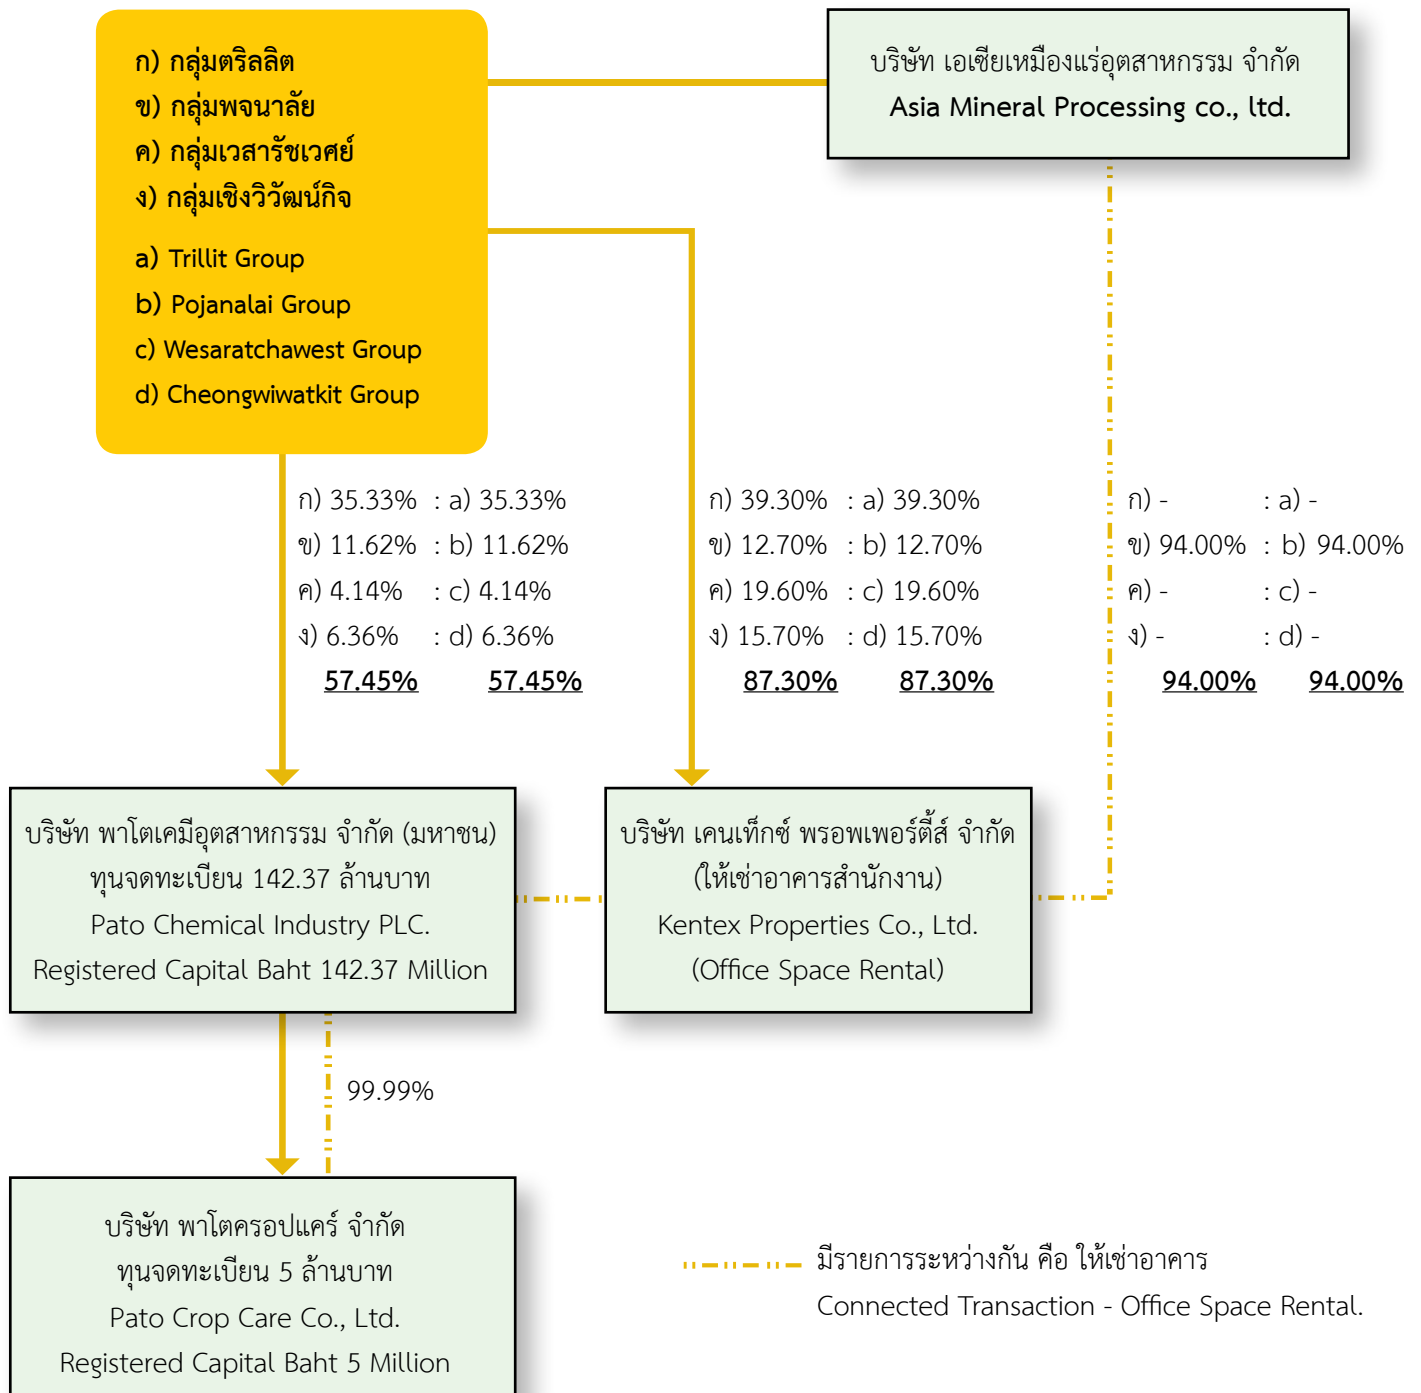 ก) กลุ่มตริลลิต
ข) กลุ่มพจนาลัย
ค) กลุ่มเวสารัชเวศย์
ง) กลุ่มเชิงวิวัฒน์กิจ
a) Trillit Group
b) Pojanalai Group
c) Wesaratchawest Group
d) Cheongwiwatkit Group
บริษัท เอเซียเหมืองแร่อุตสาหกรรม จำกัด
Asia Mineral Processing co., ltd.
ก) 35.33% : a) 35.33%
ข) 11.62% : b) 11.62%
ค) 4.14% : c) 4.14%
ง) 6.36% : d) 6.36%
57.45% 57.45%
ก) 39.30% : a) 39.30%
ข) 12.70% : b) 12.70%
ค) 19.60% : c) 19.60%
ง) 15.70% : d) 15.70%
87.30% 87.30%
ก) - : a) -
ข) 94.00% : b) 94.00%
ค) - : c) -
ง) - : d) -
94.00% 94.00%
บริษัท พาโตเคมีอุตสาหกรรม จำกัด (มหาชน)
ทุนจดทะเบียน 142.37 ล้านบาท
Pato Chemical Industry PLC.
Registered Capital Baht 142.37 Million
บริษัท เคนเท็กซ์ พรอพเพอร์ตี้ส์ จำกัด
(ให้เช่าอาคารสำนักงาน)
Kentex Properties Co., Ltd.
(Office Space Rental)
99.99%
บริษัท พาโตครอปแคร์ จำกัด
ทุนจดทะเบียน 5 ล้านบาท
Pato Crop Care Co., Ltd.
Registered Capital Baht 5 Million
มีรายการระหว่างกัน คือ ให้เช่าอาคาร
Connected Transaction - Office Space Rental.